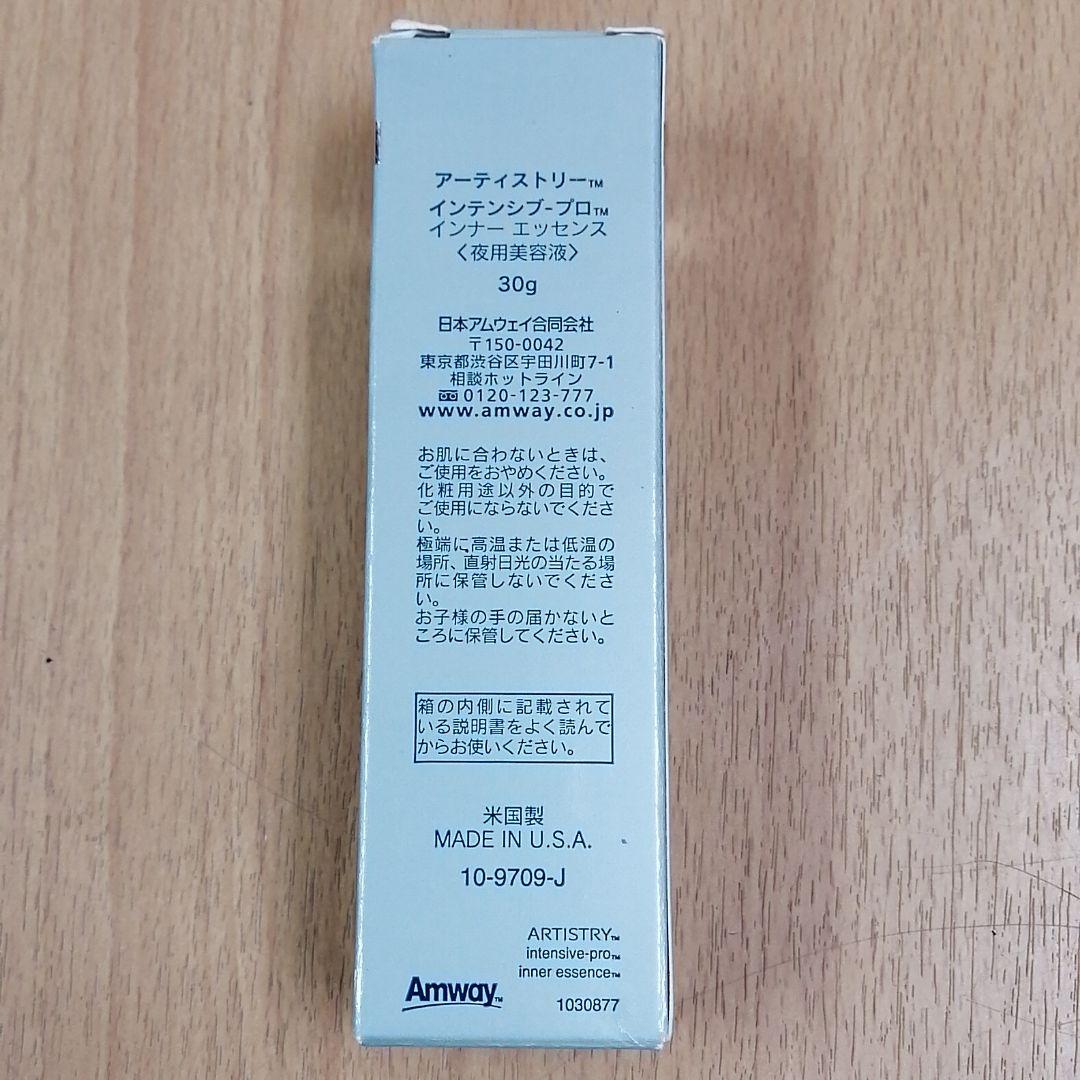 アーティストリー™
インテンシブ-プロ™
インナー エッセンス
〈夜用美容液〉
30g
日本アムウェイ合同会社
〒150-0042
東京都渋谷区宇田川町7-1
相談ホットライン
0120-123-777
www.amway.co.jp
お肌に合わないときは、
ご使用をおやめください。
化粧用途以外の目的で
ご使用にならないでくださ
い。
極端に高温または低温の
場所、直射日光の当たる場
所に保管しないでくださ
い。
お子様の手の届かないと
ころに保管してください。
箱の内側に記載されて
いる説明書をよく読んで
からお使いください。
米国製
MADE IN U.S.A.
10-9709-J
ARTISTRY™
intensive-pro™
inner essence™
Amway™
1030877